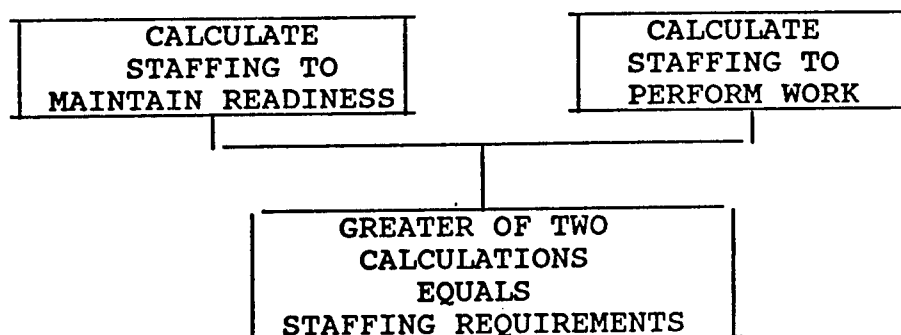 CALCULATE
STAFFING TO
MAINTAIN READINESS
CALCULATE
STAFFING TO
PERFORM WORK
GREATER OF TWO
CALCULATIONS
EQUALS
STAFFING REQUIREMENTS